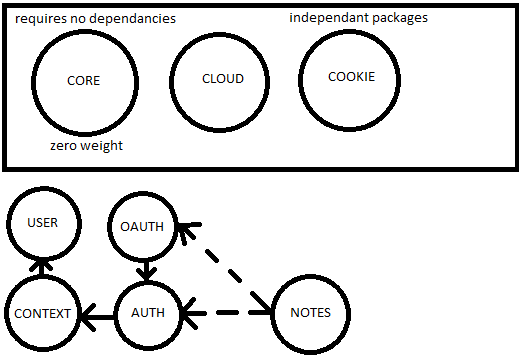 requires no dependancies
independant packages
CORE
CLOUD
COOKIE
zero weight
USER
OAUTH
CONTEXT
AUTH
NOTES